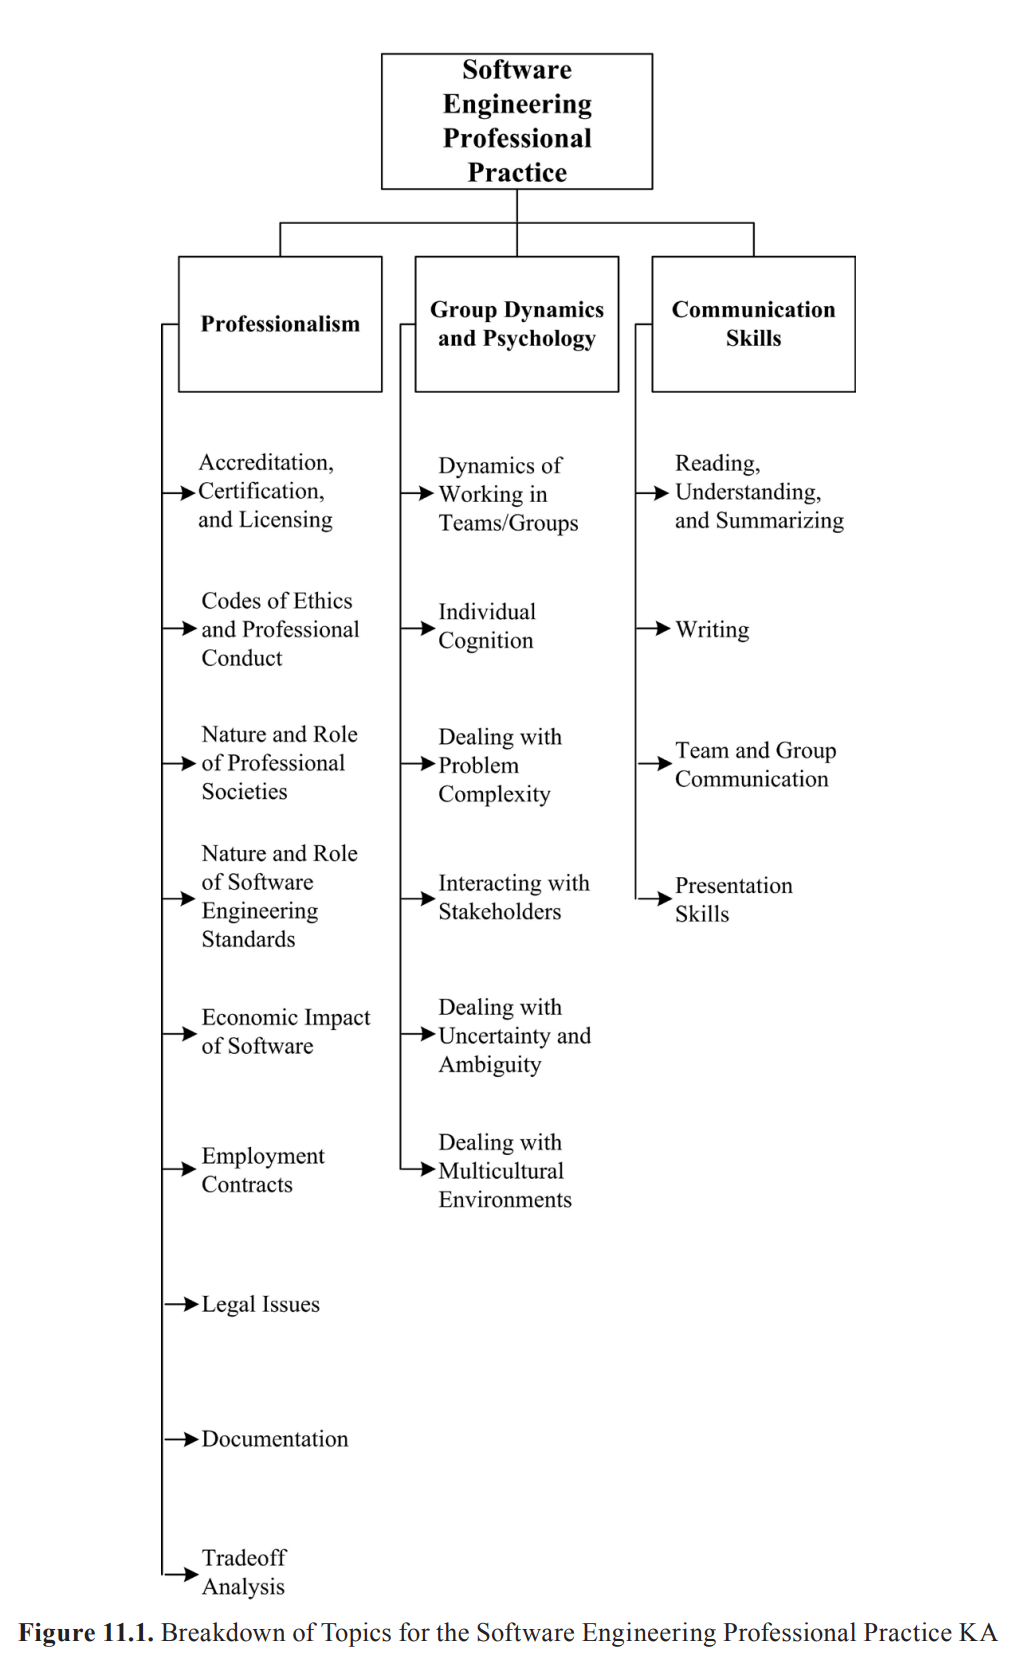 Software
Engineering
Professional
Practice
Professionalism
Group Dynamics
and Psychology
Communication
Skills
Accreditation,
Certification,
and Licensing
Codes of Ethics
and Professional
Conduct
Nature and Role
of Professional
Societies
Nature and Role
of Software
Engineering
Standards
Economic Impact
of Software
Employment
Contracts
Legal Issues
Documentation
Tradeoff
Analysis
Dynamics of
Working in
Teams/Groups
Individual
Cognition
Dealing with
Problem
Complexity
Interacting with
Stakeholders
Dealing with
Uncertainty and
Ambiguity
Dealing with
Multicultural
Environments
Reading,
Understanding,
and Summarizing
Writing
Team and Group
Communication
Presentation
Skills
Figure 11.1. Breakdown of Topics for the Software Engineering Professional Practice KA